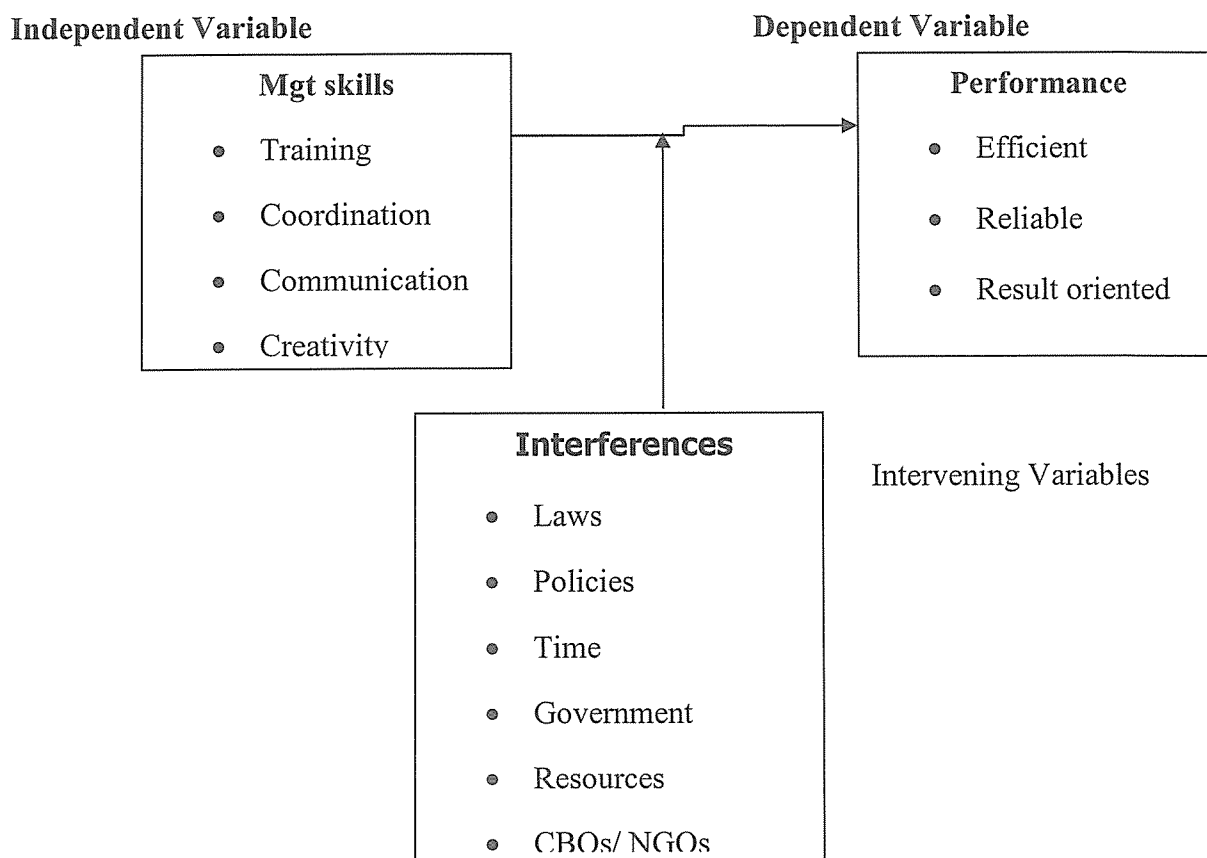 Independent Variable
Dependent Variable
Mgt skills
• Training
• Coordination
• Communication
• Creativity
Performance
• Efficient
• Reliable
• Result oriented
Interferences
• Laws
• Policies
• Time
• Government
• Resources
• CBOs/ NGOs
Intervening Variables